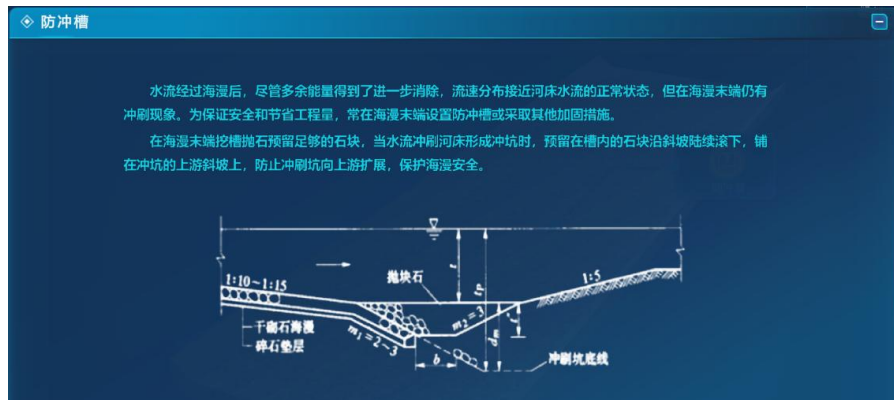 防冲槽
水流经过海漫后，尽管多余能量得到了进一步消除，流速分布接近河床水流的正常状态，但在海漫末端仍有
冲刷现象。为保证安全和节省工程量，常在海漫末端设置防冲槽或采取其他加固措施。
在海漫末端挖槽抛石预留足够的石块，当水流冲刷河床形成冲坑时，预留在槽内的石块沿斜坡陆续滚下，铺
在冲坑的上游斜坡上，防止冲刷坑向上游扩展，保护海漫安全。
1:10~1:15
抛块石
t
tp
1:5
干砌石海漫
碎石垫层
m₁=2~3
m₂=3
dm
t″
b
冲刷坑底线